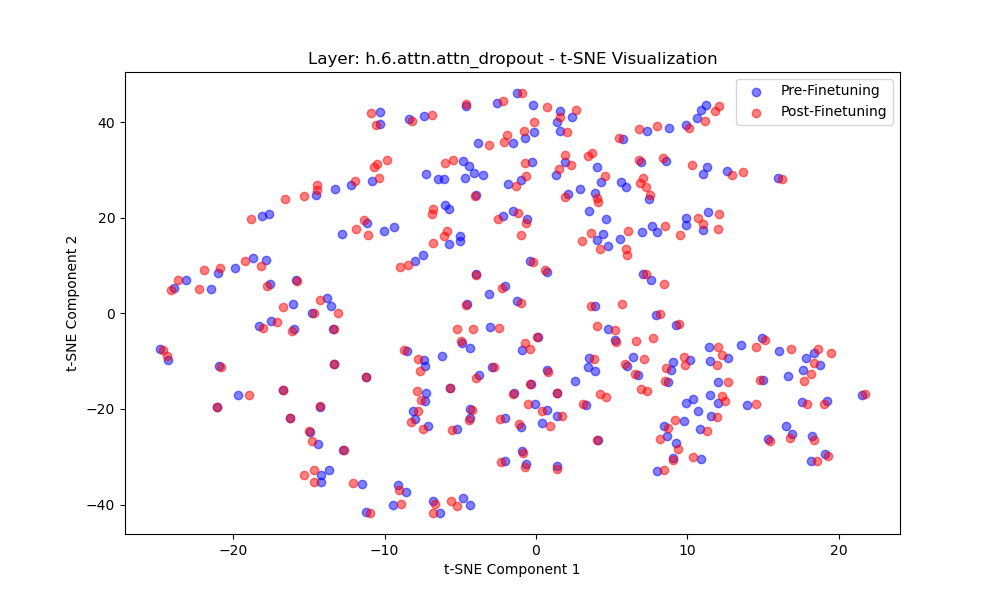 Layer: h.6.attn.attn_dropout - t-SNE Visualization
Pre-Finetuning
Post-Finetuning
t-SNE Component 2
40
20
0
−20
−40
−20
−10
0
10
20
t-SNE Component 1